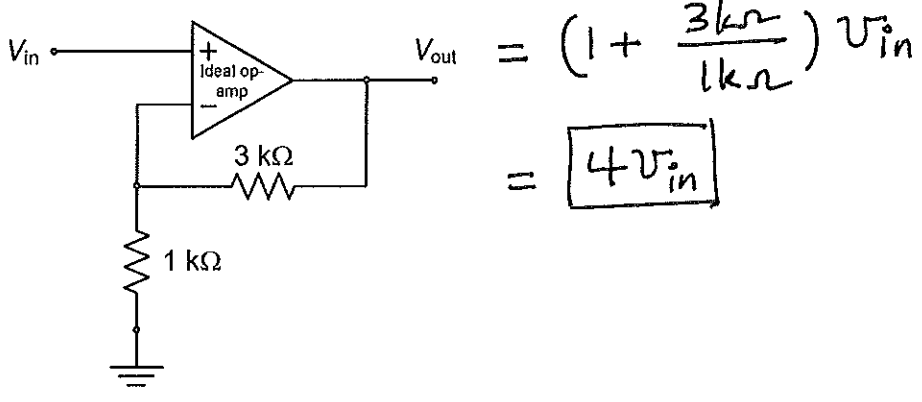 V_in
+
Ideal op-
amp
−
V_out
= (1 + 3kΩ / 1kΩ) v_in
= 4v_in
3 kΩ
1 kΩ